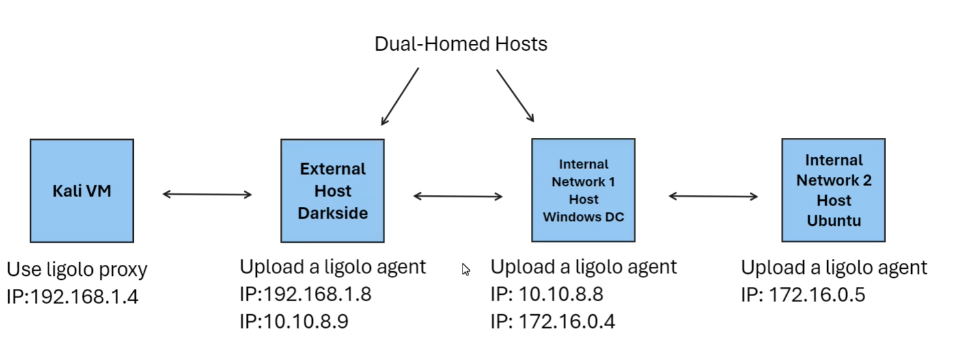 Dual-Homed Hosts
Kali VM
External
Host
Darkside
Internal
Network 1
Host
Windows DC
Internal
Network 2
Host
Ubuntu
Use ligolo proxy
IP:192.168.1.4
Upload a ligolo agent
IP:192.168.1.8
IP:10.10.8.9
Upload a ligolo agent
IP: 10.10.8.8
IP: 172.16.0.4
Upload a ligolo agent
IP: 172.16.0.5